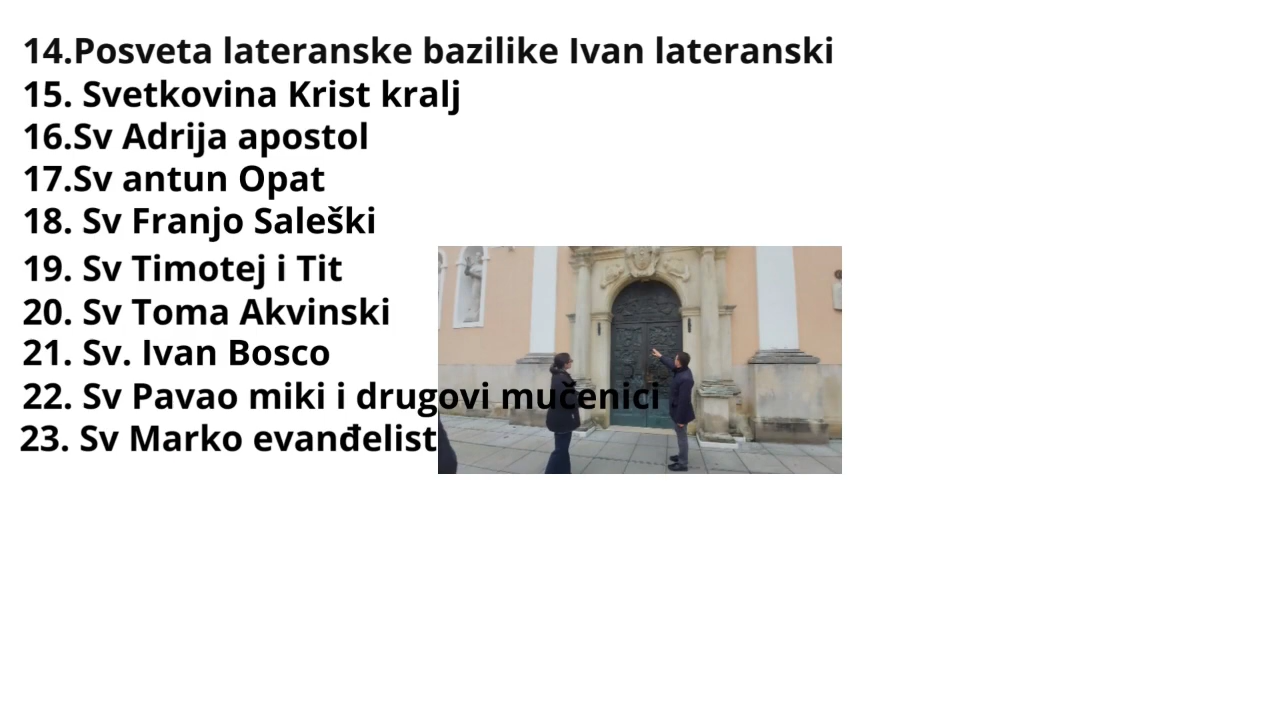 14.Posveta lateranske bazilike Ivan lateranski
15. Svetkovina Krist kralj
16.Sv Adrija apostol
17.Sv antun Opat
18. Sv Franjo Saleški
19. Sv Timotej i Tit
20. Sv Toma Akvinski
21. Sv. Ivan Bosco
22. Sv Pavao miki i drugovi mučenici
23. Sv Marko evanđelist